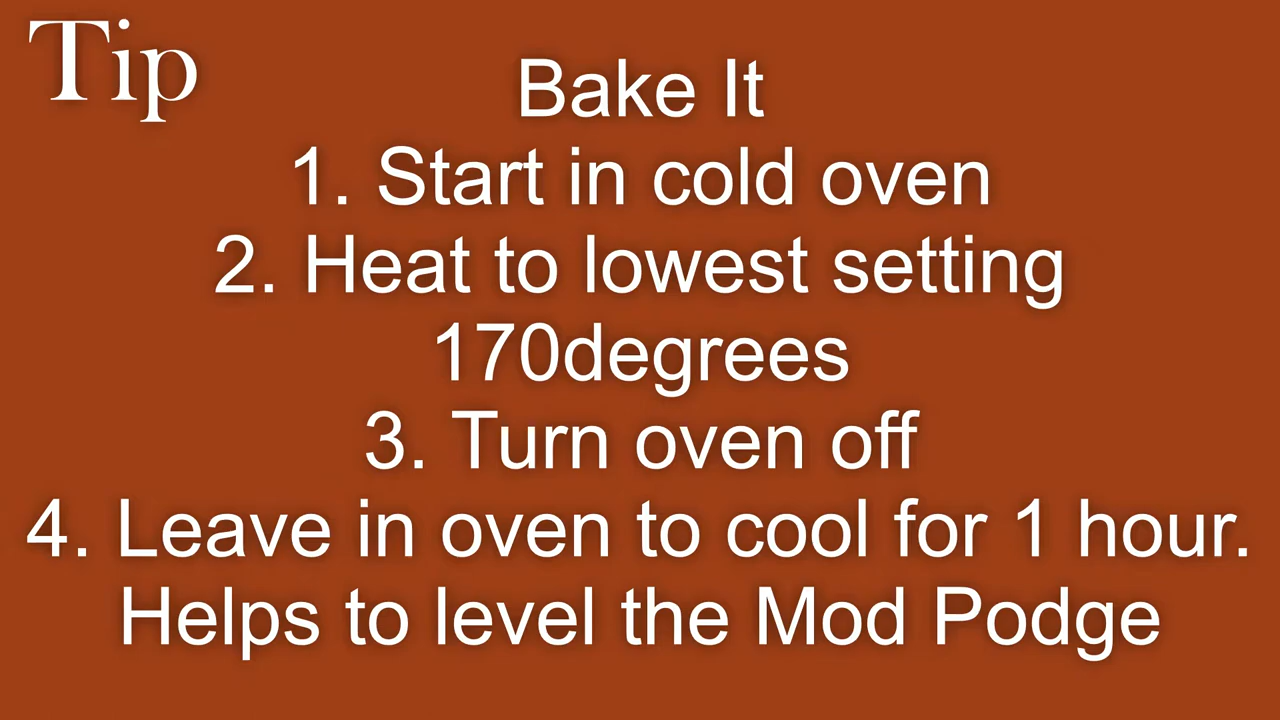 Tip
Bake It
1. Start in cold oven
2. Heat to lowest setting
170degrees
3. Turn oven off
4. Leave in oven to cool for 1 hour.
Helps to level the Mod Podge